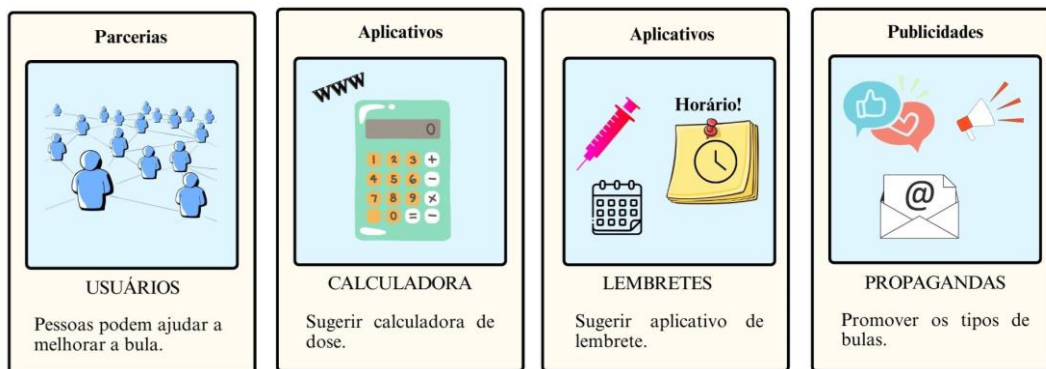 Parcerias
USUÁRIOS
Pessoas podem ajudar a
melhorar a bula.
Aplicativos
WWW
0
1 2 3 +
4 5 6 −
7 8 9 ×
0 = −
CALCULADORA
Sugerir calculadora de
dose.
Aplicativos
Horário!
LEMBRETES
Sugerir aplicativo de
lembrete.
Publicidades
@
PROPAGANDAS
Promover os tipos de
bulas.